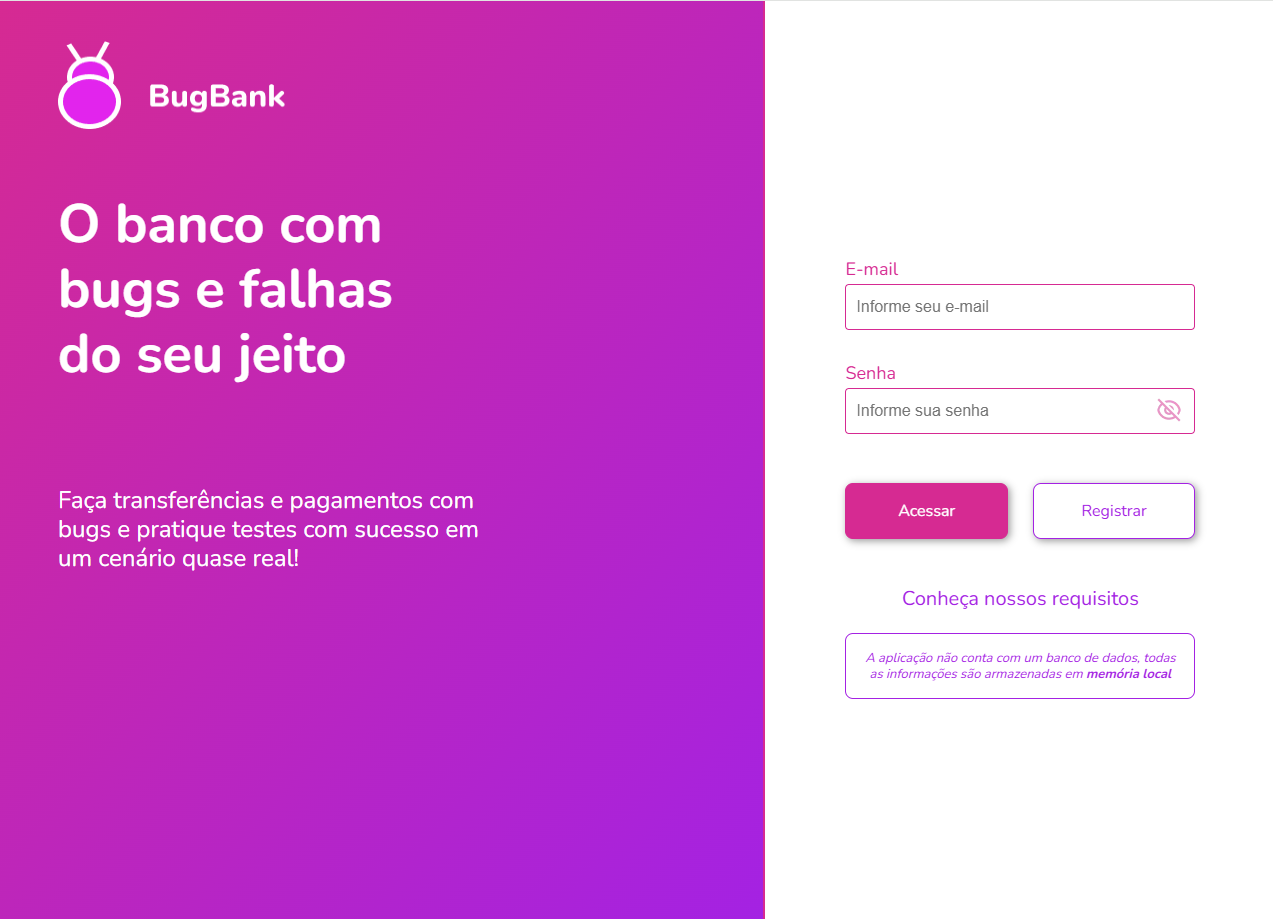 BugBank
O banco com
bugs e falhas
do seu jeito
Faça transferências e pagamentos com
bugs e pratique testes com sucesso em
um cenário quase real!
E-mail
Informe seu e-mail
Senha
Informe sua senha
Acessar
Registrar
Conheça nossos requisitos
A aplicação não conta com um banco de dados, todas
as informações são armazenadas em memória local